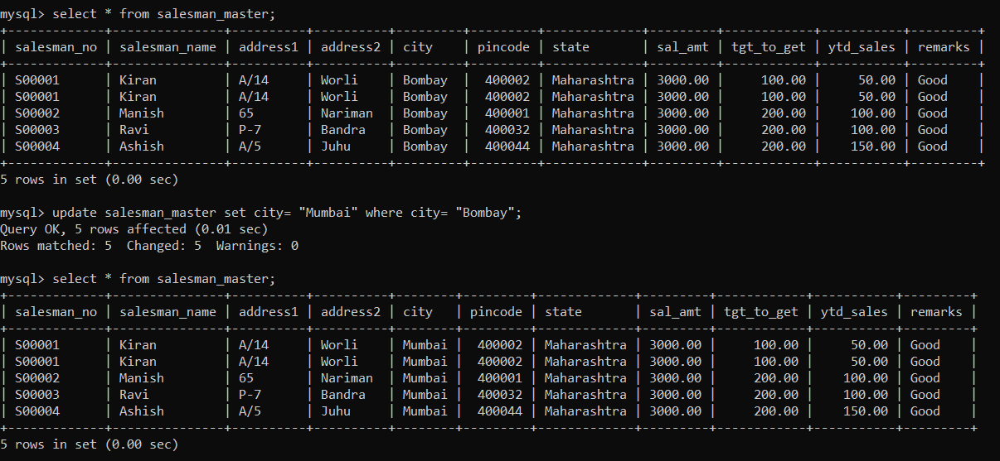 mysql> select * from salesman_master;
+-------------+---------------+----------+----------+---------+---------+-------------+---------+------------+-----------+---------+
| salesman_no | salesman_name | address1 | address2 | city    | pincode | state       | sal_amt | tgt_to_get | ytd_sales | remarks |
+-------------+---------------+----------+----------+---------+---------+-------------+---------+------------+-----------+---------+
| S00001      | Kiran         | A/14     | Worli    | Bombay  |  400002 | Maharashtra | 3000.00 |     100.00 |     50.00 | Good    |
| S00001      | Kiran         | A/14     | Worli    | Bombay  |  400002 | Maharashtra | 3000.00 |     100.00 |     50.00 | Good    |
| S00002      | Manish        | 65       | Nariman  | Bombay  |  400001 | Maharashtra | 3000.00 |     200.00 |    100.00 | Good    |
| S00003      | Ravi          | P-7      | Bandra   | Bombay  |  400032 | Maharashtra | 3000.00 |     200.00 |    100.00 | Good    |
| S00004      | Ashish        | A/5      | Juhu     | Bombay  |  400044 | Maharashtra | 3000.00 |     200.00 |    150.00 | Good    |
+-------------+---------------+----------+----------+---------+---------+-------------+---------+------------+-----------+---------+
5 rows in set (0.00 sec)

mysql> update salesman_master set city= "Mumbai" where city= "Bombay";
Query OK, 5 rows affected (0.01 sec)
Rows matched: 5  Changed: 5  Warnings: 0

mysql> select * from salesman_master;
+-------------+---------------+----------+----------+--------+---------+-------------+---------+------------+-----------+---------+
| salesman_no | salesman_name | address1 | address2 | city   | pincode | state       | sal_amt | tgt_to_get | ytd_sales | remarks |
+-------------+---------------+----------+----------+--------+---------+-------------+---------+------------+-----------+---------+
| S00001      | Kiran         | A/14     | Worli    | Mumbai |  400002 | Maharashtra | 3000.00 |     100.00 |     50.00 | Good    |
| S00001      | Kiran         | A/14     | Worli    | Mumbai |  400002 | Maharashtra | 3000.00 |     100.00 |     50.00 | Good    |
| S00002      | Manish        | 65       | Nariman  | Mumbai |  400001 | Maharashtra | 3000.00 |     200.00 |    100.00 | Good    |
| S00003      | Ravi          | P-7      | Bandra   | Mumbai |  400032 | Maharashtra | 3000.00 |     200.00 |    100.00 | Good    |
| S00004      | Ashish        | A/5      | Juhu     | Mumbai |  400044 | Maharashtra | 3000.00 |     200.00 |    150.00 | Good    |
+-------------+---------------+----------+----------+--------+---------+-------------+---------+------------+-----------+---------+
5 rows in set (0.00 sec)